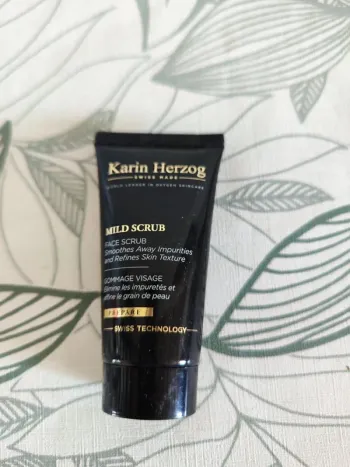 Karin Herzog
SWISS MADE
WORLD LEADER IN OXYGEN SKINCARE
MILD SCRUB
FACE SCRUB
Smoothes Away Impurities
and Refines Skin Texture
GOMMAGE VISAGE
Élimine les impuretés et
affine le grain de peau
PREPARE
SWISS TECHNOLOGY